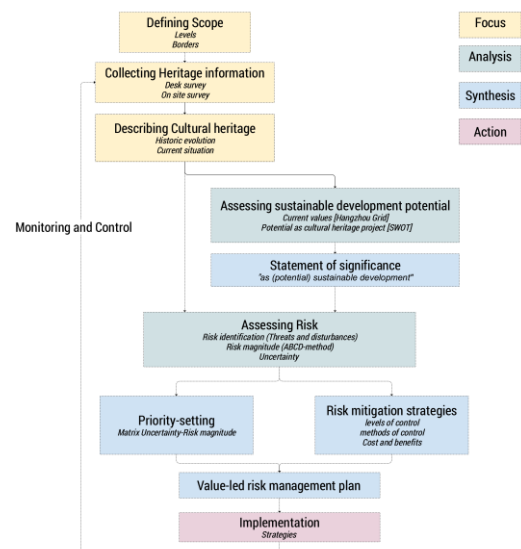 Defining Scope
Levels
Borders
Collecting Heritage information
Desk survey
On site survey
Describing Cultural heritage
Historic evolution
Current situation
Focus
Analysis
Synthesis
Action
Monitoring and Control
Assessing sustainable development potential
Current values [Hangzhou Grid]
Potential as cultural heritage project [SWOT]
Statement of significance
"as (potential) sustainable development"
Assessing Risk
Risk identification (Threats and disturbances)
Risk magnitude (ABCD-method)
Uncertainty
Priority-setting
Matrix Uncertainty-Risk magnitude
Risk mitigation strategies
levels of control
methods of control
Cost and benefits
Value-led risk management plan
Implementation
Strategies